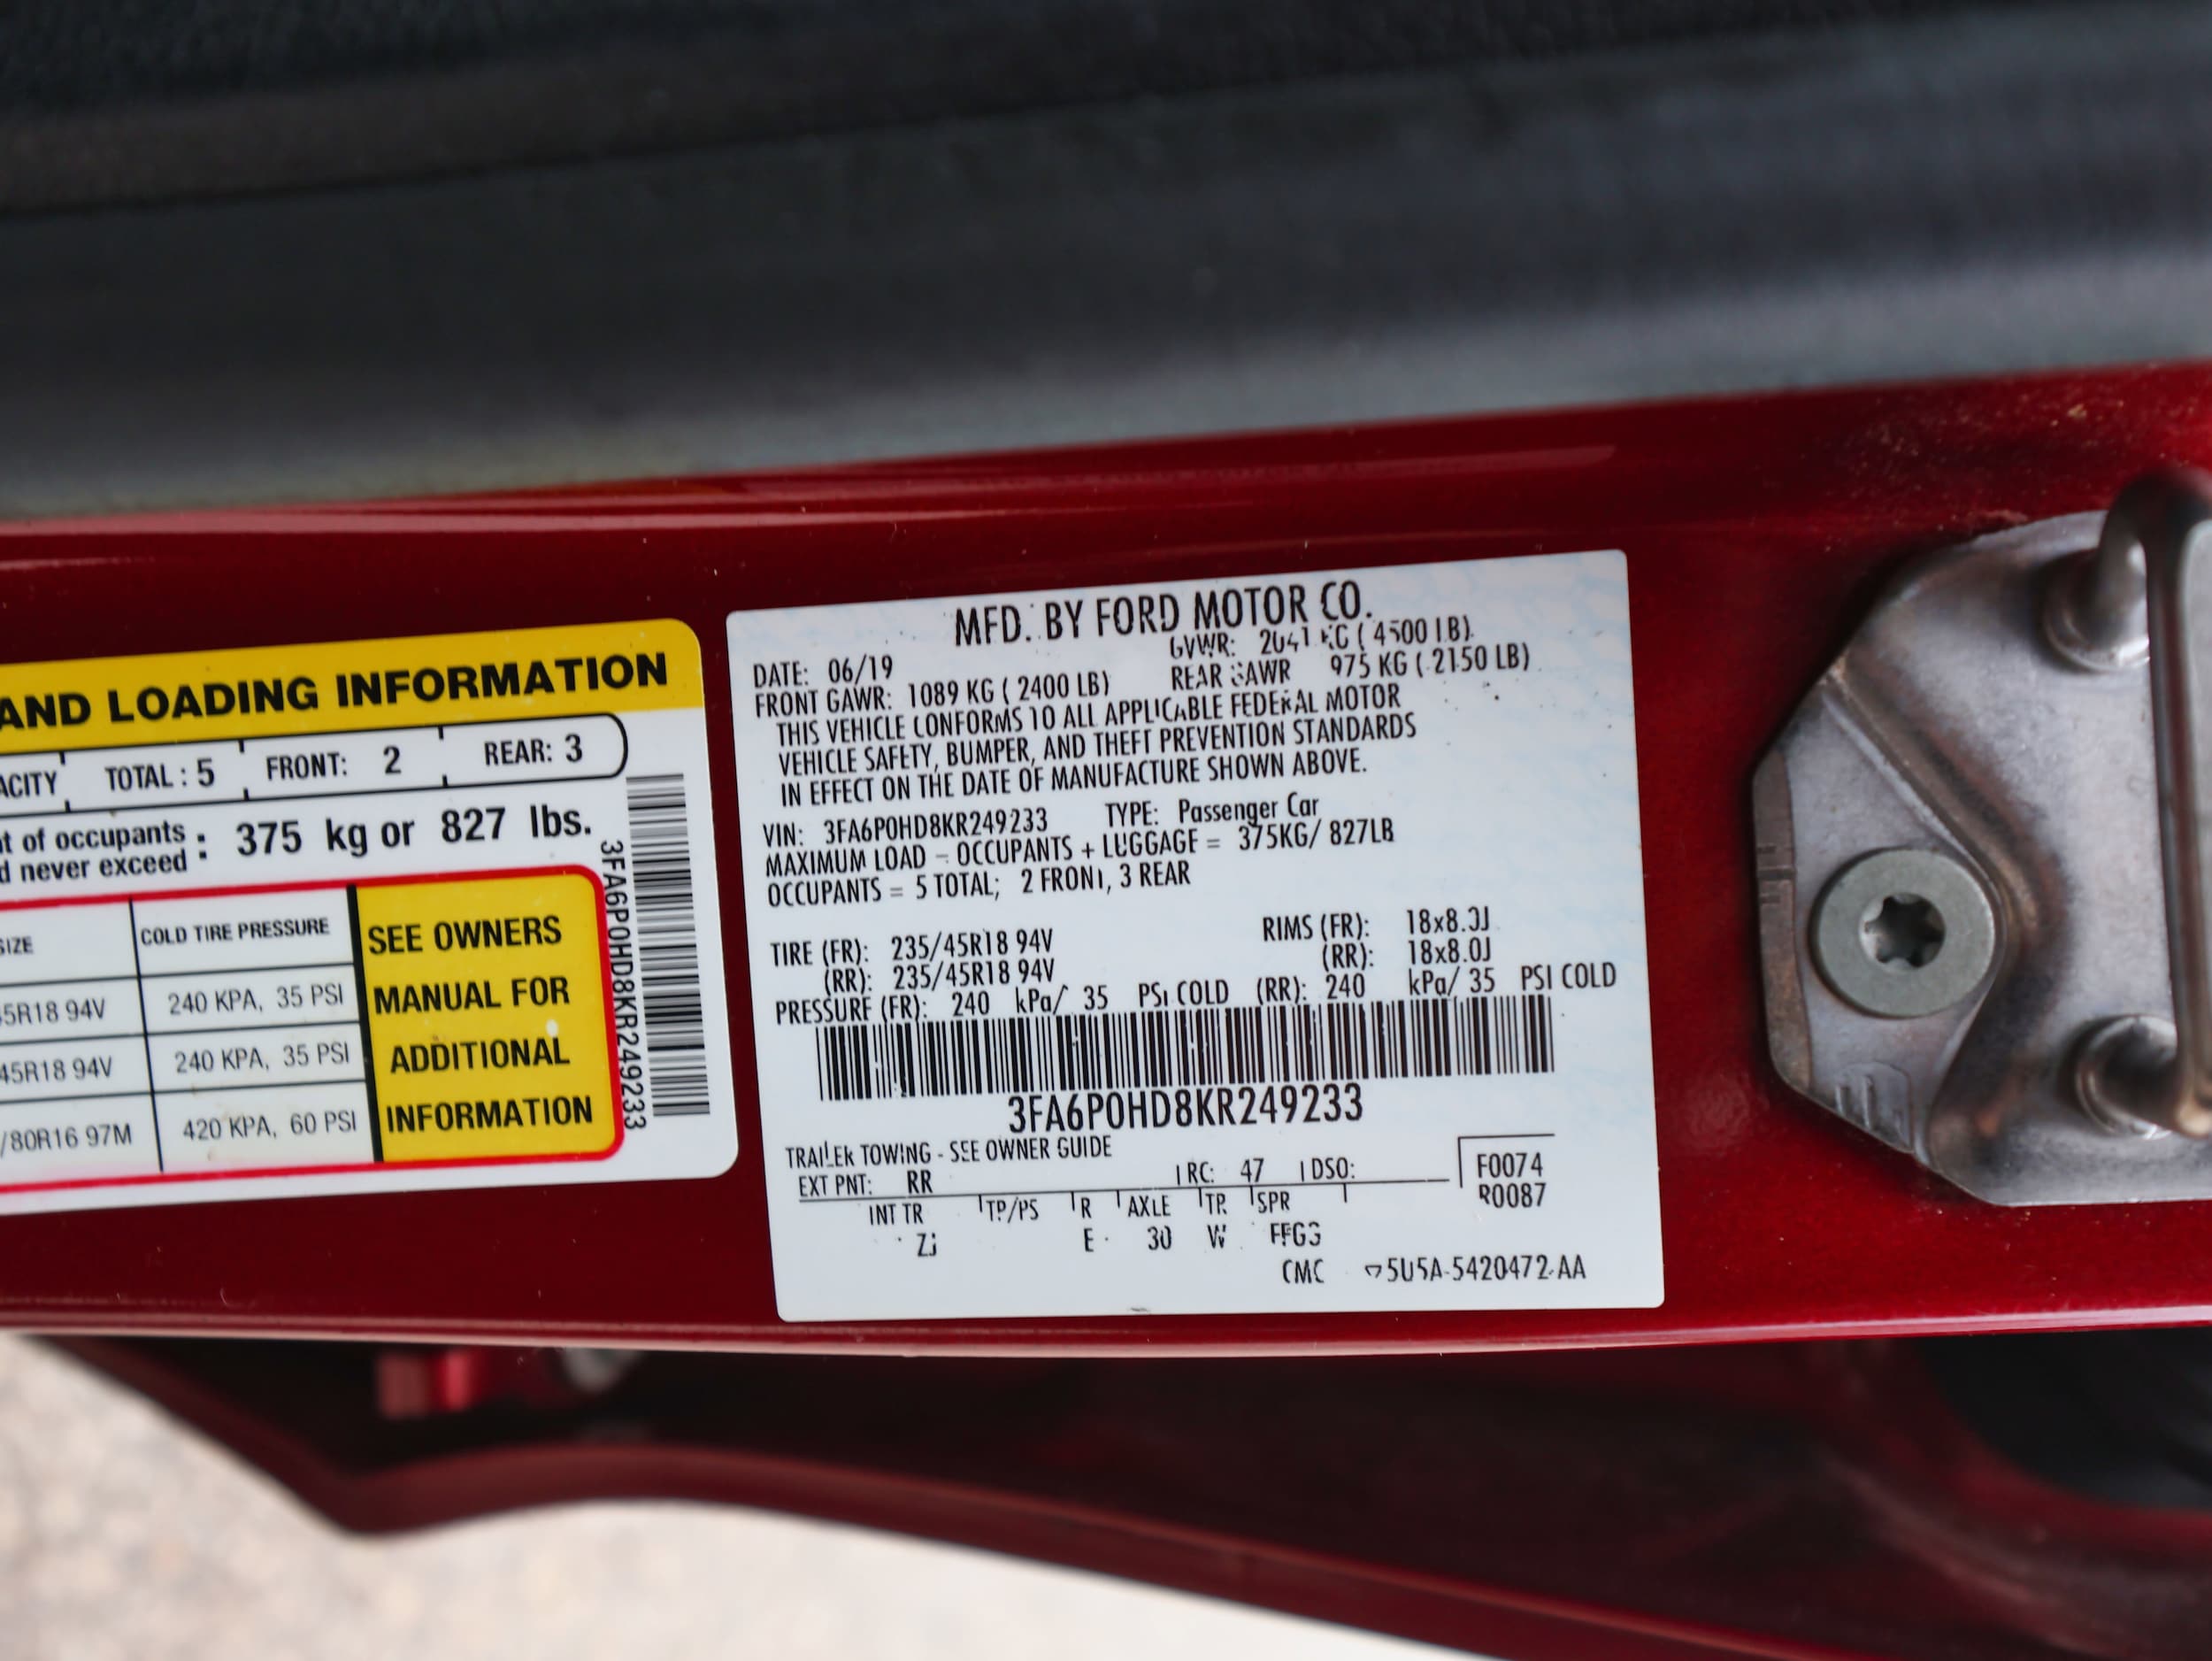 AND LOADING INFORMATION
ACITY TOTAL : 5 FRONT: 2 REAR: 3
t of occupants : 375 kg or 827 lbs.
d never exceed
SIZE COLD TIRE PRESSURE
5R18 94V 240 KPA, 35 PSI
45R18 94V 240 KPA, 35 PSI
/80R16 97M 420 KPA, 60 PSI
SEE OWNERS
MANUAL FOR
ADDITIONAL
INFORMATION
3FA6P0HD8KR249233
MFD. BY FORD MOTOR CO.
DATE: 06/19 GVWR: 2041 KG ( 4500 LB)
FRONT GAWR: 1089 KG ( 2400 LB) REAR GAWR 975 KG ( 2150 LB)
THIS VEHICLE CONFORMS TO ALL APPLICABLE FEDERAL MOTOR
VEHICLE SAFETY, BUMPER, AND THEFT PREVENTION STANDARDS
IN EFFECT ON THE DATE OF MANUFACTURE SHOWN ABOVE.
VIN: 3FA6P0HD8KR249233 TYPE: Passenger Car
MAXIMUM LOAD - OCCUPANTS + LUGGAGE = 375KG/ 827LB
OCCUPANTS = 5 TOTAL; 2 FRONT, 3 REAR
TIRE (FR): 235/45R18 94V RIMS (FR): 18x8.0J
(RR): 235/45R18 94V (RR): 18x8.0J
PRESSURE (FR): 240 kPa/ 35 PSI COLD (RR): 240 kPa/ 35 PSI COLD
3FA6P0HD8KR249233
TRAILER TOWING - SEE OWNER GUIDE
EXT PNT: RR RC: 47 DSO: F0074
R0087
INT TR TP/PS R AXLE TR SPR
E 30 W
CMC 5U5A-5420472-AA